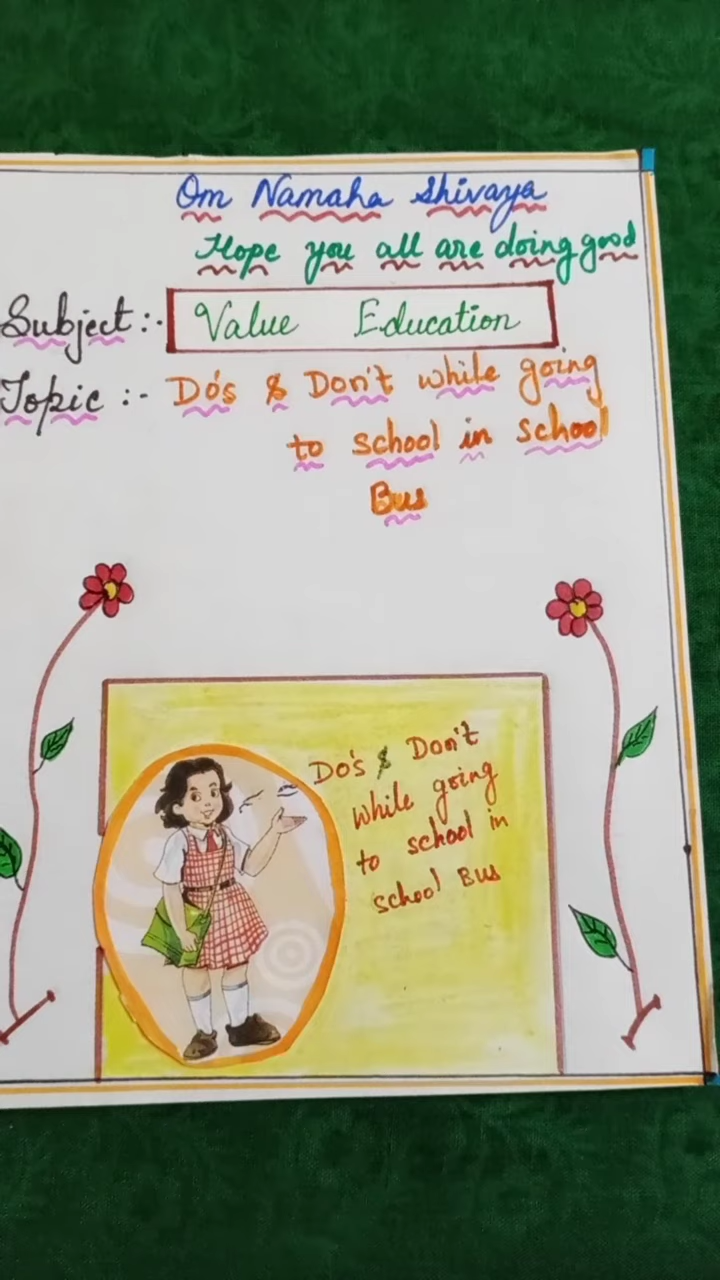 Om Namaha Shivaya
Hope you all are doing good
Subject :- Value Education
Topic :- Do's & Don't while going
to school in school
Bus
Do's & Don't
while going
to school in
school Bus